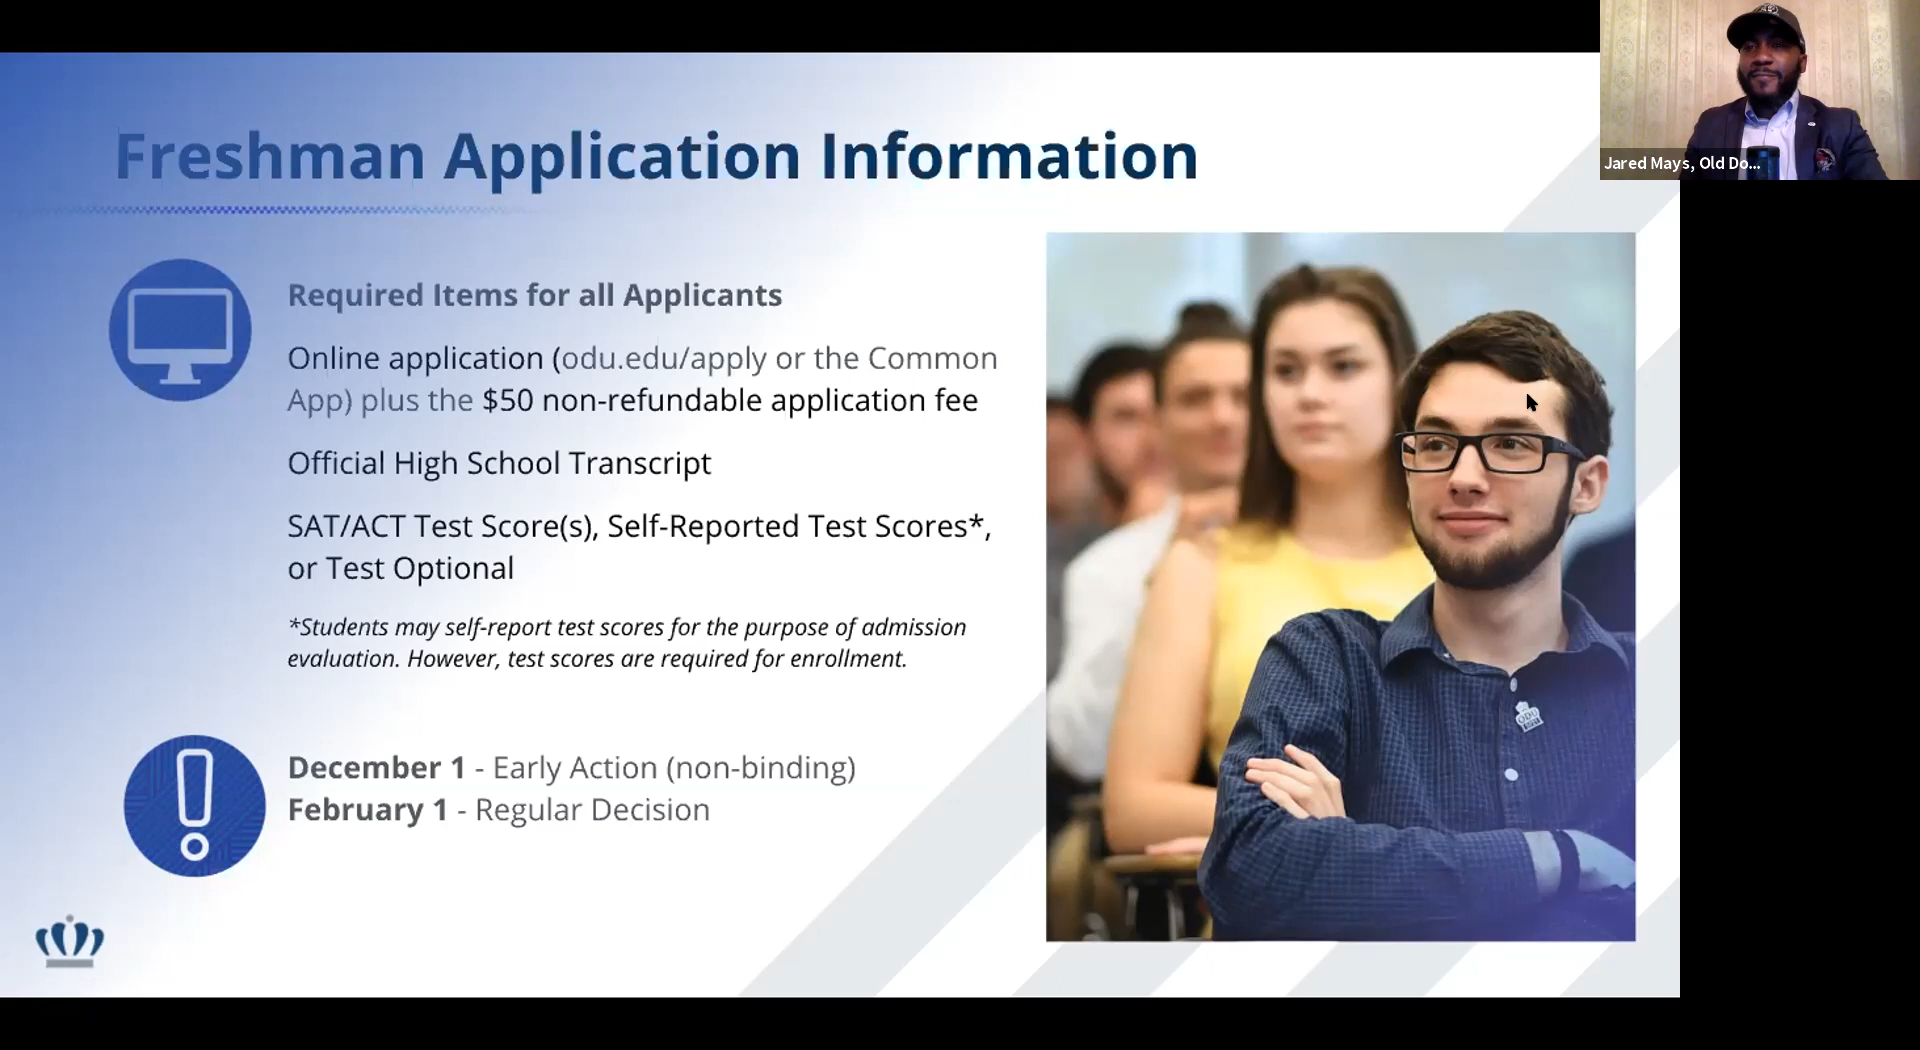 Freshman Application Information
Required Items for all Applicants
Online application (odu.edu/apply or the Common
App) plus the $50 non-refundable application fee
Official High School Transcript
SAT/ACT Test Score(s), Self-Reported Test Scores*,
or Test Optional
*Students may self-report test scores for the purpose of admission
evaluation. However, test scores are required for enrollment.
December 1 - Early Action (non-binding)
February 1 - Regular Decision
Jared Mays, Old Do...
ODU